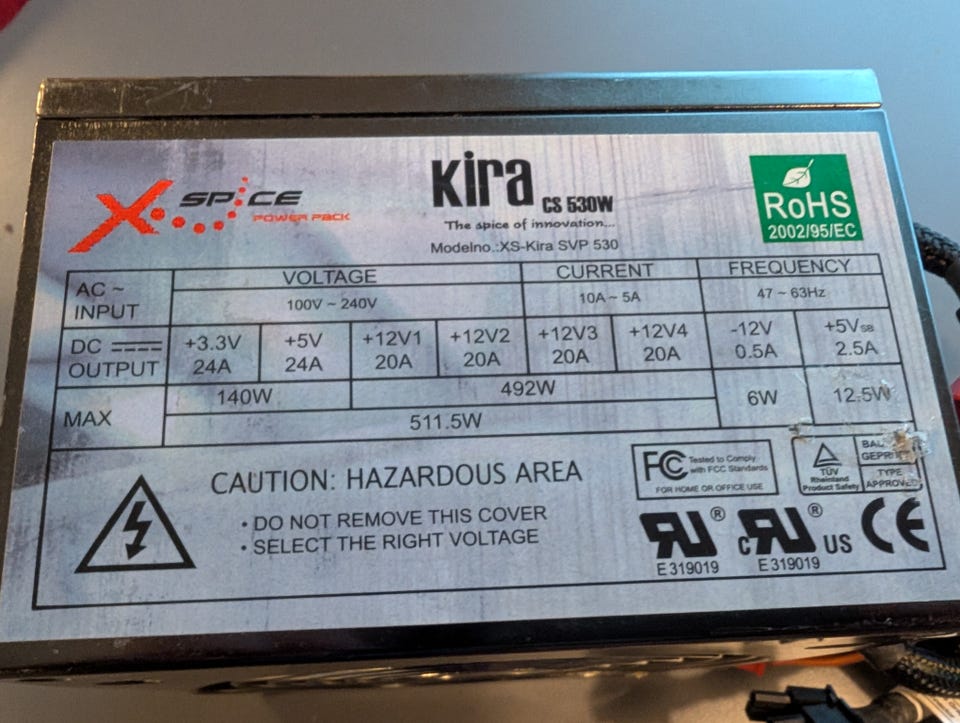 X-SPICE
POWER PACK
Kira CS 530W
The spice of innovation...
Modelno.:XS-Kira SVP 530
RoHS
2002/95/EC
AC ~ INPUT
VOLTAGE CURRENT FREQUENCY
100V ~ 240V 10A ~ 5A 47 ~ 63Hz
DC OUTPUT
+3.3V +5V +12V1 +12V2 +12V3 +12V4 -12V +5VSB
24A 24A 20A 20A 20A 20A 0.5A 2.5A
MAX
140W 492W 6W 12.5W
511.5W
CAUTION: HAZARDOUS AREA
• DO NOT REMOVE THIS COVER
• SELECT THE RIGHT VOLTAGE
FC Tested to Comply
with FCC Standards
FOR HOME OR OFFICE USE
TÜV
Rheinland
Product Safety
TYPE
RU ®
E319019
c RU ® US
E319019
CE